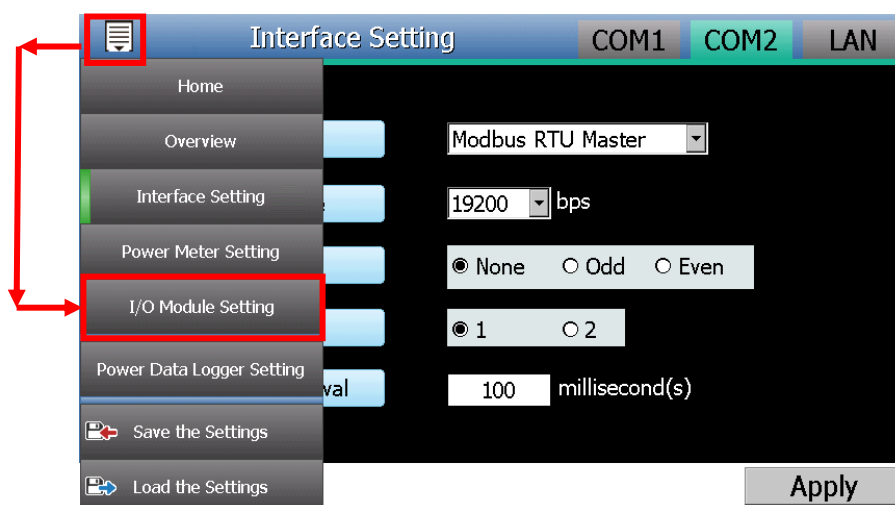 Interface Setting COM1 COM2 LAN
Home
Overview
Modbus RTU Master
Interface Setting
19200 bps
Power Meter Setting
None Odd Even
I/O Module Setting
1 2
Power Data Logger Setting
val 100 millisecond(s)
Save the Settings
Load the Settings
Apply